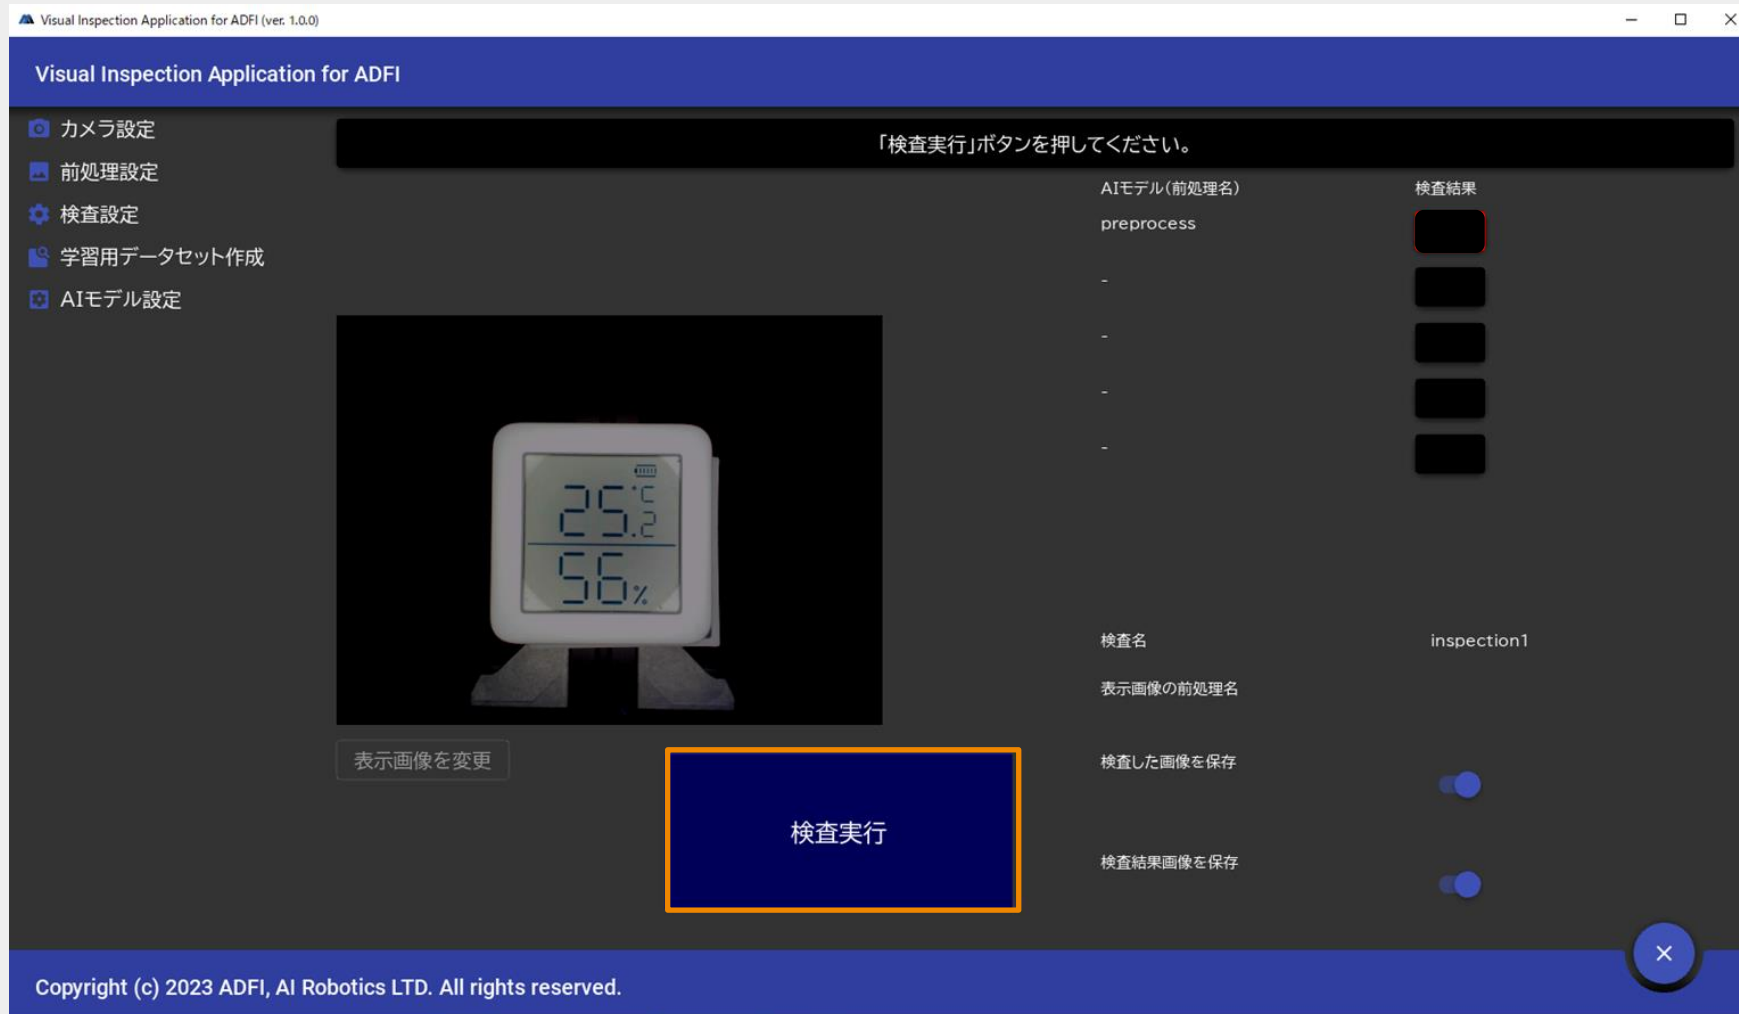 Visual Inspection Application for ADFI (ver. 1.0.0)
Visual Inspection Application for ADFI
カメラ設定
前処理設定
検査設定
学習用データセット作成
AIモデル設定
「検査実行」ボタンを押してください。
AIモデル(前処理名) 検査結果
preprocess
-
-
-
-
25.2 °C
56%
表示画像を変更
検査実行
検査名 inspection1
表示画像の前処理名
検査した画像を保存
検査結果画像を保存
Copyright (c) 2023 ADFI, AI Robotics LTD. All rights reserved.